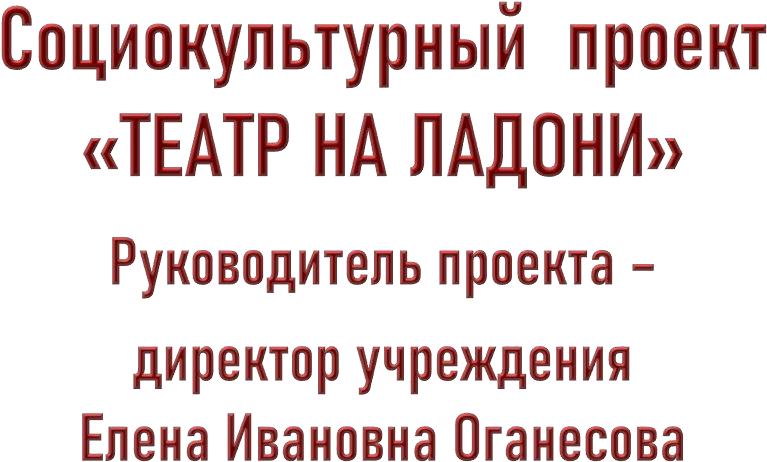 Социокультурный проект
«ТЕАТР НА ЛАДОНИ»
Руководитель проекта –
директор учреждения
Елена Ивановна Оганесова